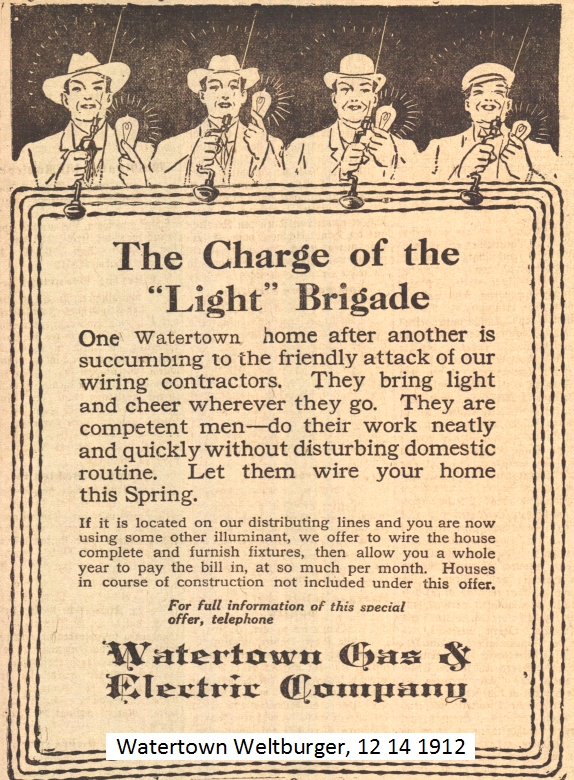 The Charge of the
"Light" Brigade
One Watertown home after another is
succumbing to the friendly attack of our
wiring contractors. They bring light
and cheer wherever they go. They are
competent men—do their work neatly
and quickly without disturbing domestic
routine. Let them wire your home
this Spring.
If it is located on our distributing lines and you are now
using some other illuminant, we offer to wire the house
complete and furnish fixtures, then allow you a whole
year to pay the bill in, at so much per month. Houses
in course of construction not included under this offer.
For full information of this special
offer, telephone
Watertown Gas &
Electric Company
Watertown Weltburger, 12 14 1912